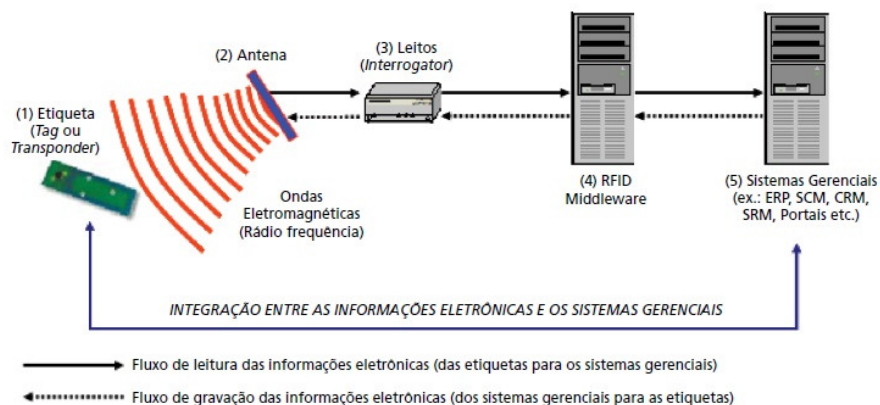 (1) Etiqueta
(Tag ou
Transponder)
(2) Antena
(3) Leitos
(Interrogator)
Ondas
Eletromagnéticas
(Rádio frequência)
(4) RFID
Middleware
(5) Sistemas Gerenciais
(ex.: ERP, SCM, CRM,
SRM, Portais etc.)
INTEGRAÇÃO ENTRE AS INFORMAÇÕES ELETRÔNICAS E OS SISTEMAS GERENCIAIS
Fluxo de leitura das informações eletrônicas (das etiquetas para os sistemas gerenciais)
Fluxo de gravação das informações eletrônicas (dos sistemas gerenciais para as etiquetas)